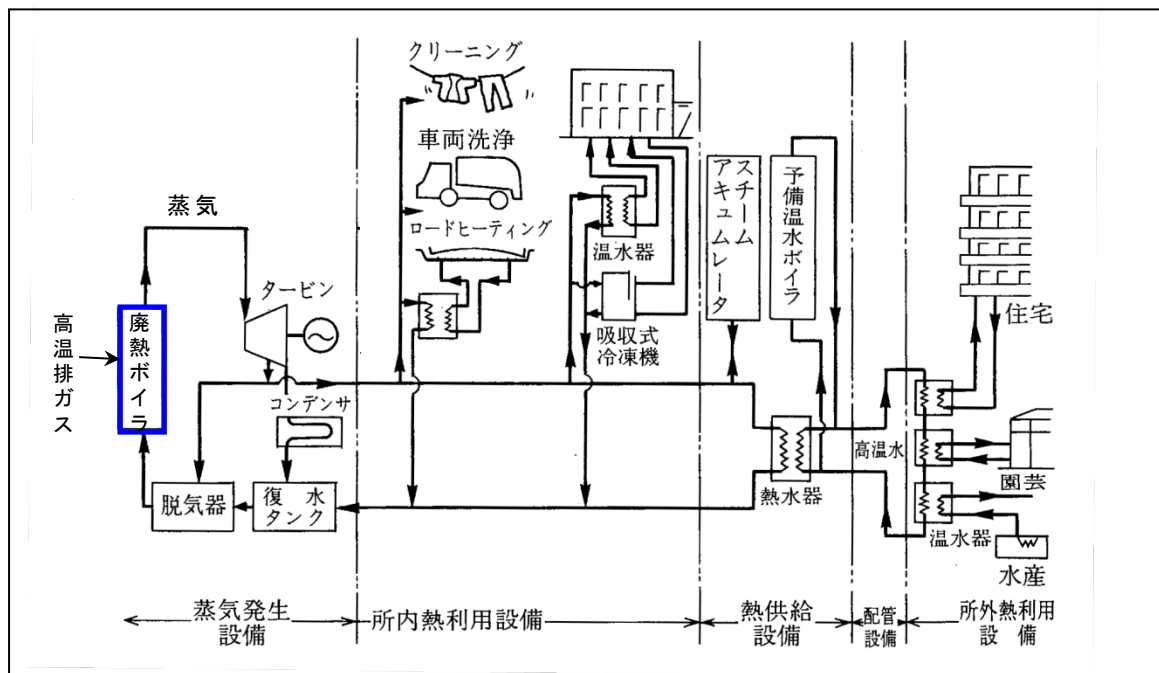 クリーニング
車両洗浄
ロードヒーティング
蒸気
タービン
高温排ガス
廃熱ボイラ
コンデンサ
脱気器
復水
タンク
温水器
吸収式
冷凍機
スチーム
アキュムレータ
予備温水ボイラ
熱水器
高温水
住宅
園芸
温水器
水産
蒸気発生
設備
所内熱利用設備
熱供給
設備
配管
設備
所外熱利用
設備